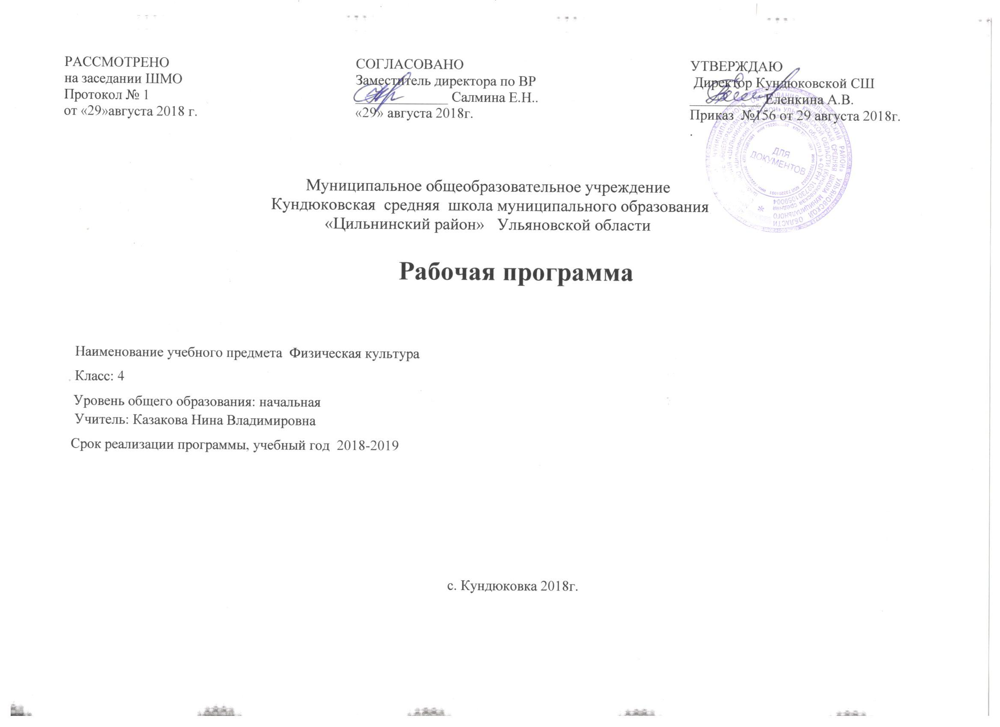 РАССМОТРЕНО
на заседании ШМО
Протокол № 1
от «29»августа 2018 г.
СОГЛАСОВАНО
Заместитель директора по ВР
_____________ Салмина Е.Н..
«29» августа 2018г.
УТВЕРЖДАЮ
Директор Кундюковской СШ
__________ Еленкина А.В.
Приказ №156 от 29 августа 2018г.
.
ДЛЯ
ДОКУМЕНТОВ
Муниципальное общеобразовательное учреждение
Кундюковская средняя школа муниципального образования
«Цильнинский район» Ульяновской области
Рабочая программа
Наименование учебного предмета Физическая культура
Класс: 4
Уровень общего образования: начальная
Учитель: Казакова Нина Владимировна
Срок реализации программы, учебный год 2018-2019
с. Кундюковка 2018г.